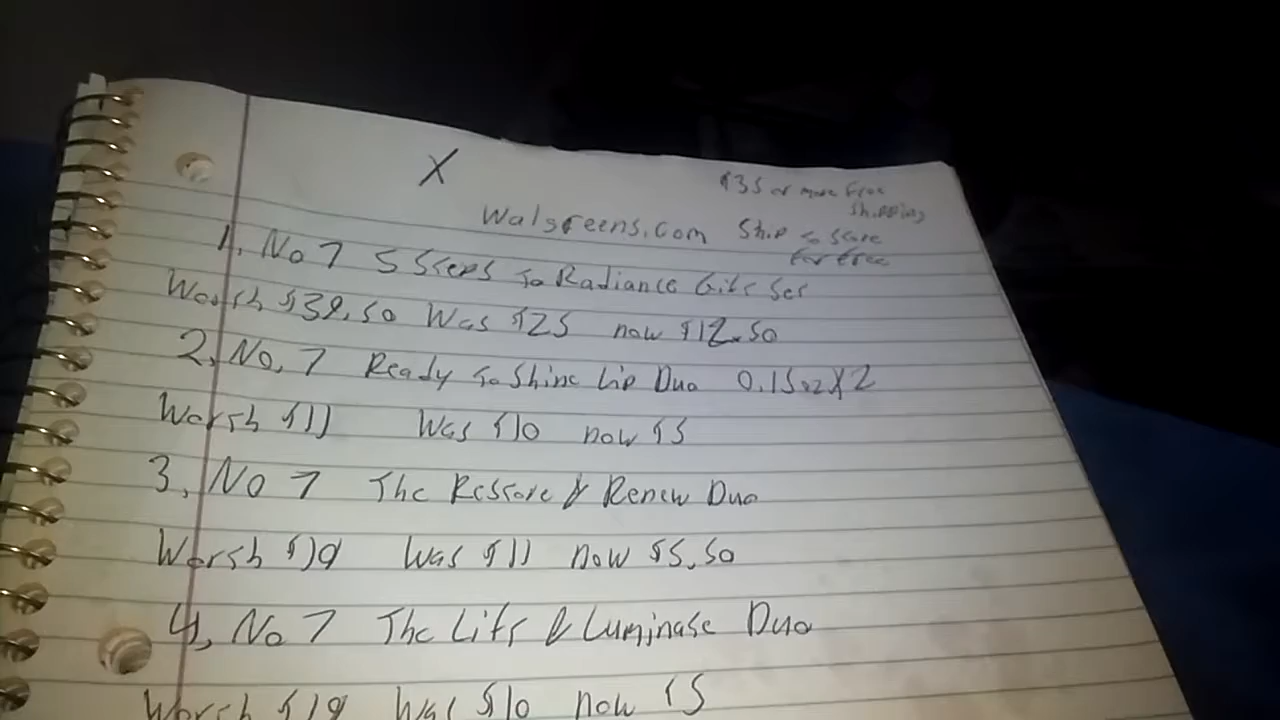 X
$35 or more free
shipping
Walgreens.com Ship to store
for free
1. No 7 5 Steps to Radiance Gift Set
Worth $39.50 Was $25 now $12.50
2. No. 7 Ready to Shine Lip Duo 0.15oz X 2
Worth $11 Was $10 now $5
3. No 7 The Restore & Renew Duo
Worth $19 Was $11 now $5.50
4. No 7 The Lift & Luminate Duo
Worth $19 Was $10 now $5